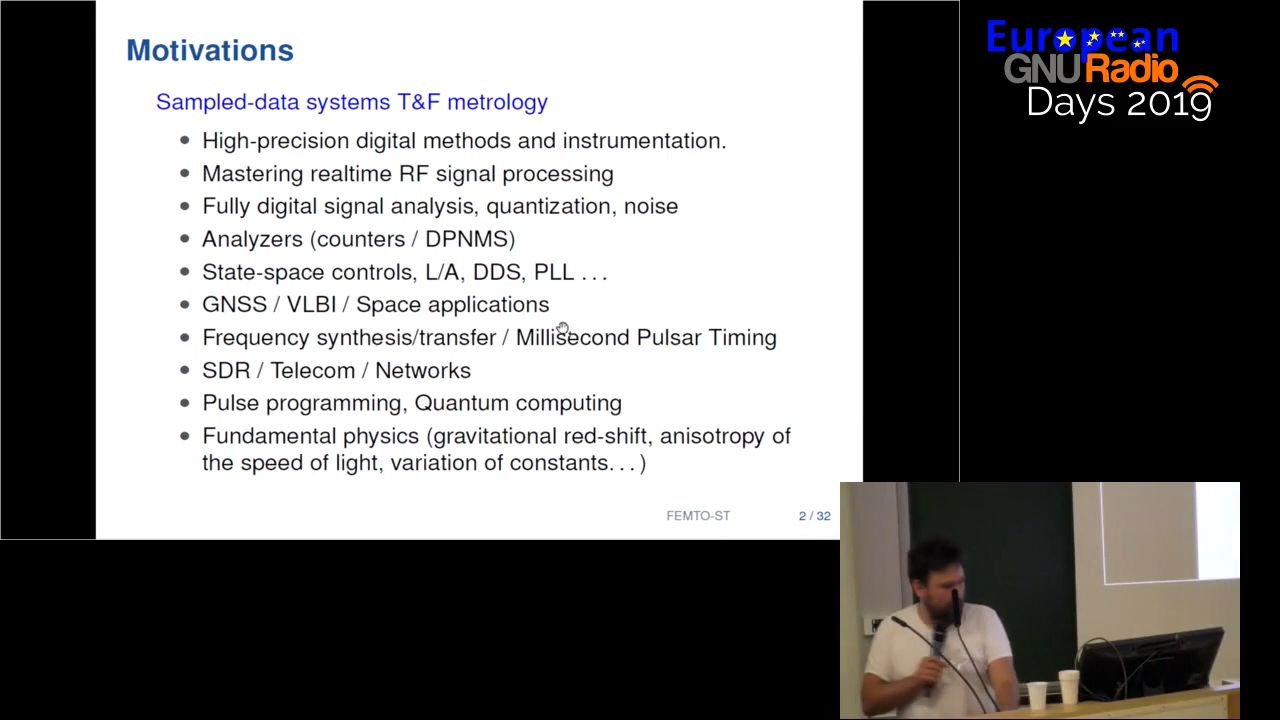 Motivations
Sampled-data systems T&F metrology
High-precision digital methods and instrumentation.
Mastering realtime RF signal processing
Fully digital signal analysis, quantization, noise
Analyzers (counters / DPNMS)
State-space controls, L/A, DDS, PLL ...
GNSS / VLBI / Space applications
Frequency synthesis/transfer / Millisecond Pulsar Timing
SDR / Telecom / Networks
Pulse programming, Quantum computing
Fundamental physics (gravitational red-shift, anisotropy of
the speed of light, variation of constants...)
FEMTO-ST 2 / 32
European
GNURadio
Days 2019